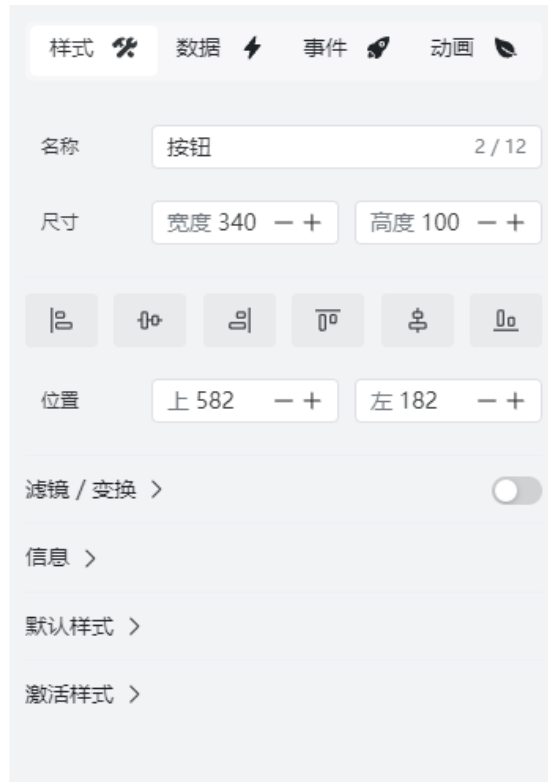 样式 数据 事件 动画
名称 按钮 2 / 12
尺寸 宽度 340 高度 100
位置 上 582 左 182
滤镜 / 变换
信息
默认样式
激活样式